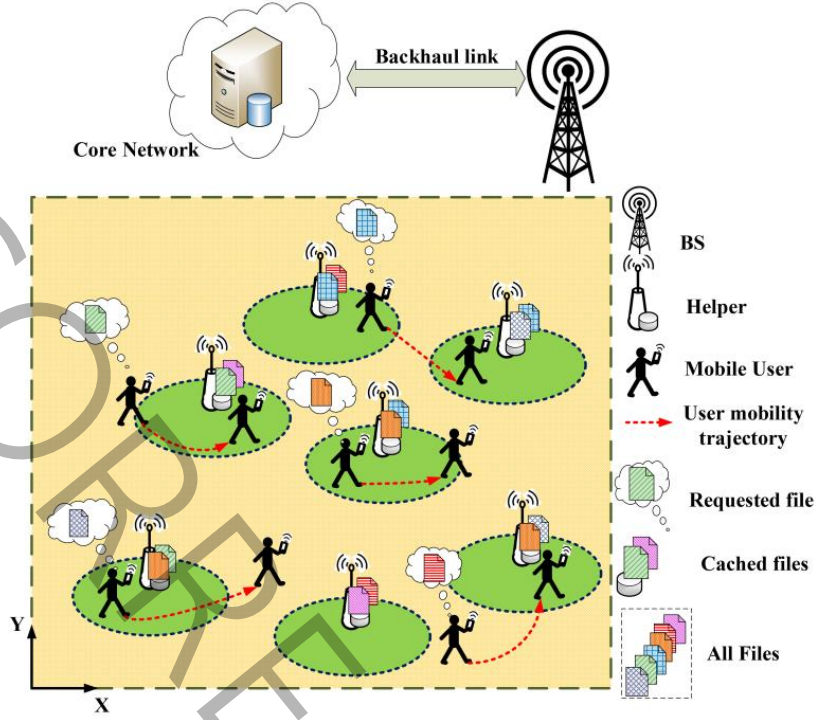 Backhaul link
Core Network
BS
Helper
Mobile User
User mobility
trajectory
Requested file
Cached files
All Files
Y
X